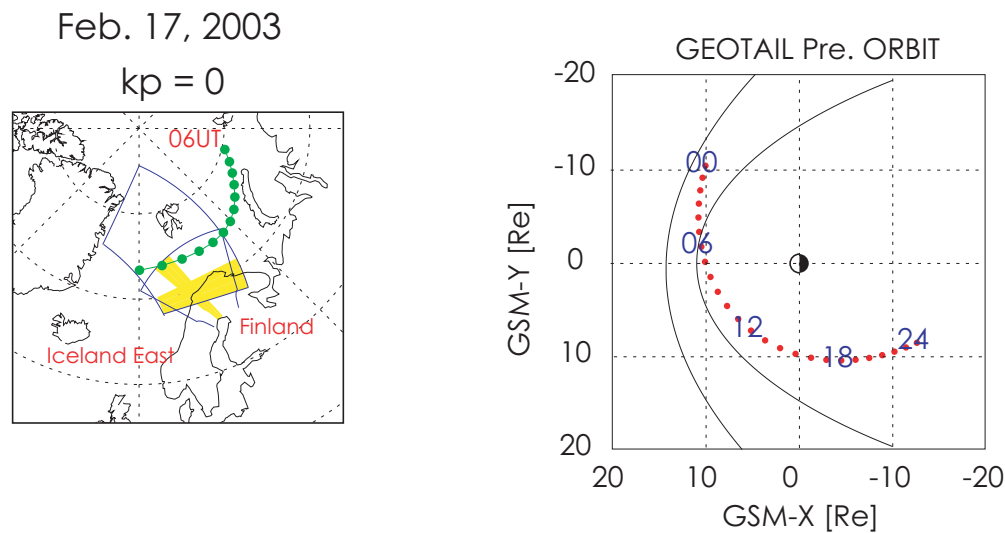 Feb. 17, 2003
kp = 0
06UT
Finland
Iceland East
GEOTAIL Pre. ORBIT
-20
-10
0
10
20
GSM-Y [Re]
00
06
12
18
24
20
10
0
-10
-20
GSM-X [Re]